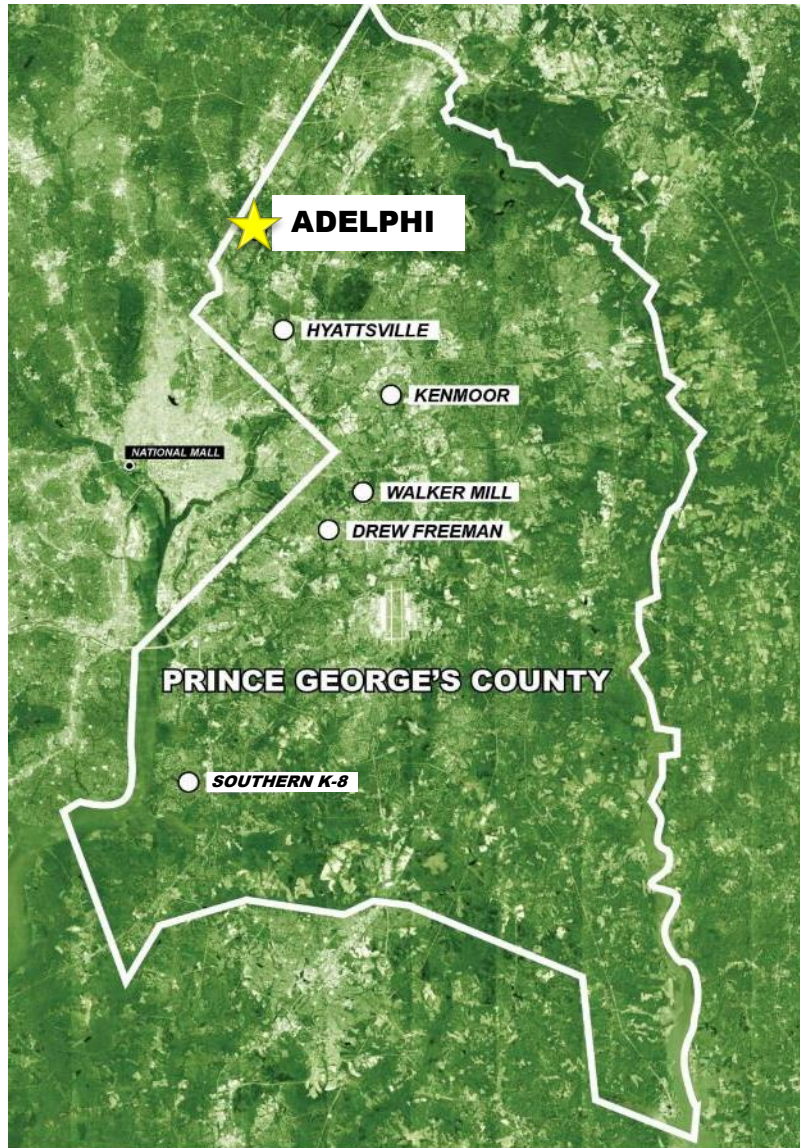 ADELPHI
HYATTSVILLE
KENMOOR
NATIONAL MALL
WALKER MILL
DREW FREEMAN
PRINCE GEORGE'S COUNTY
SOUTHERN K-8